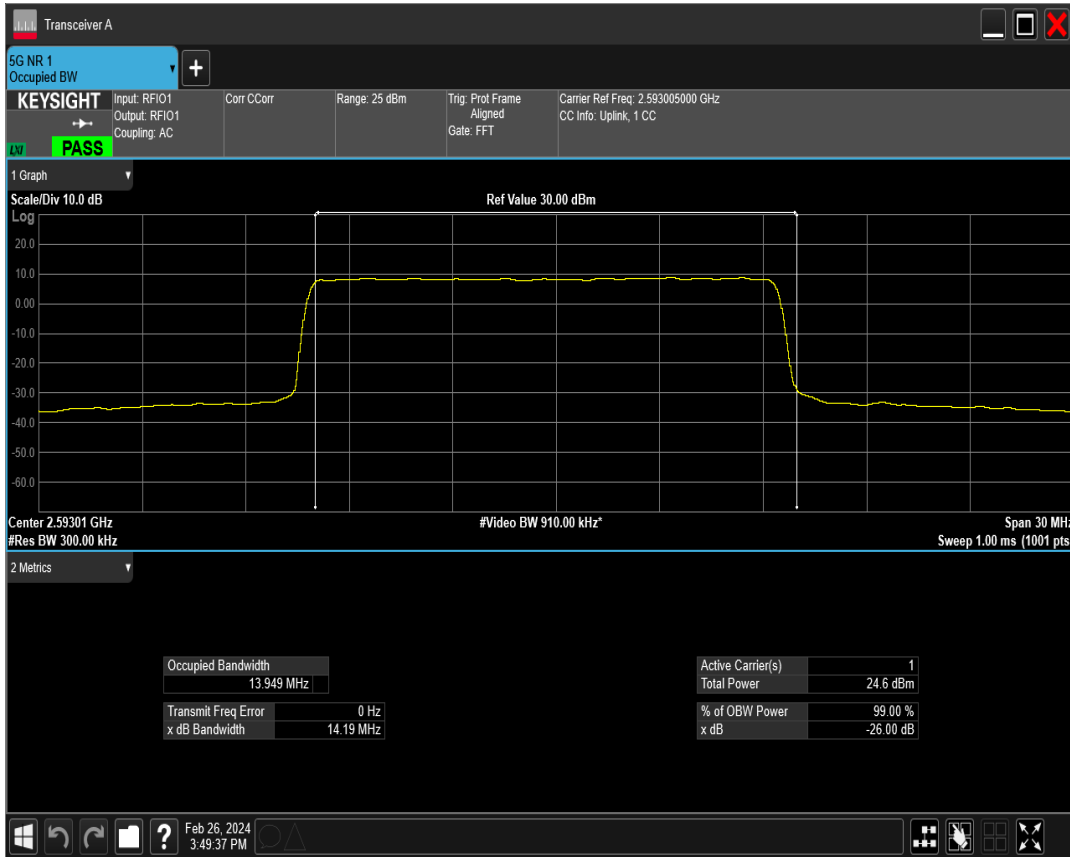 Transceiver A
5G NR 1
Occupied BW
+
KEYSIGHT
LXI
PASS
Input: RFIO1
Output: RFIO1
Coupling: AC
Corr CCorr
Range: 25 dBm
Trig: Prot Frame
Aligned
Gate: FFT
Carrier Ref Freq: 2.593005000 GHz
CC Info: Uplink, 1 CC
1 Graph
Scale/Div 10.0 dB
Ref Value 30.00 dBm
Log
20.0
10.0
0.00
-10.0
-20.0
-30.0
-40.0
-50.0
-60.0
Center 2.59301 GHz
#Video BW 910.00 kHz*
Span 30 MHz
#Res BW 300.00 kHz
Sweep 1.00 ms (1001 pts
2 Metrics
Occupied Bandwidth
13.949 MHz
Transmit Freq Error 0 Hz
x dB Bandwidth 14.19 MHz
Active Carrier(s) 1
Total Power 24.6 dBm
% of OBW Power 99.00 %
x dB -26.00 dB
?
Feb 26, 2024
3:49:37 PM